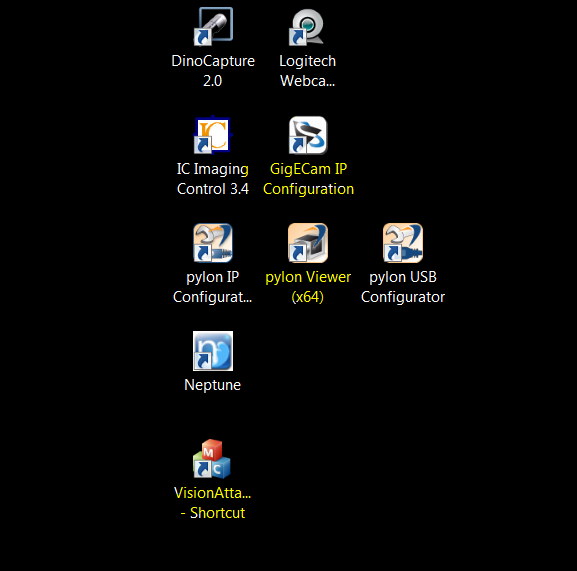 DinoCapture
2.0
Logitech
Webca...
IC
IC Imaging
Control 3.4
GigECam IP
Configuration
pylon IP
Configurat...
pylon Viewer
(x64)
pylon USB
Configurator
n
Neptune
M
C
VisionAtta...
- Shortcut